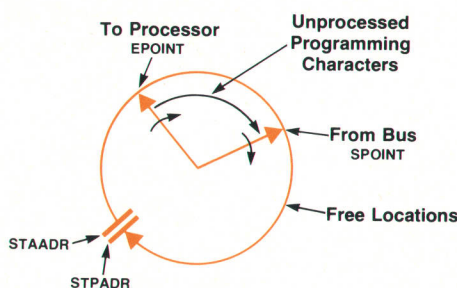 To Processor
EPOINT
Unprocessed
Programming
Characters
From Bus
SPOINT
Free Locations
STAADR
STPADR